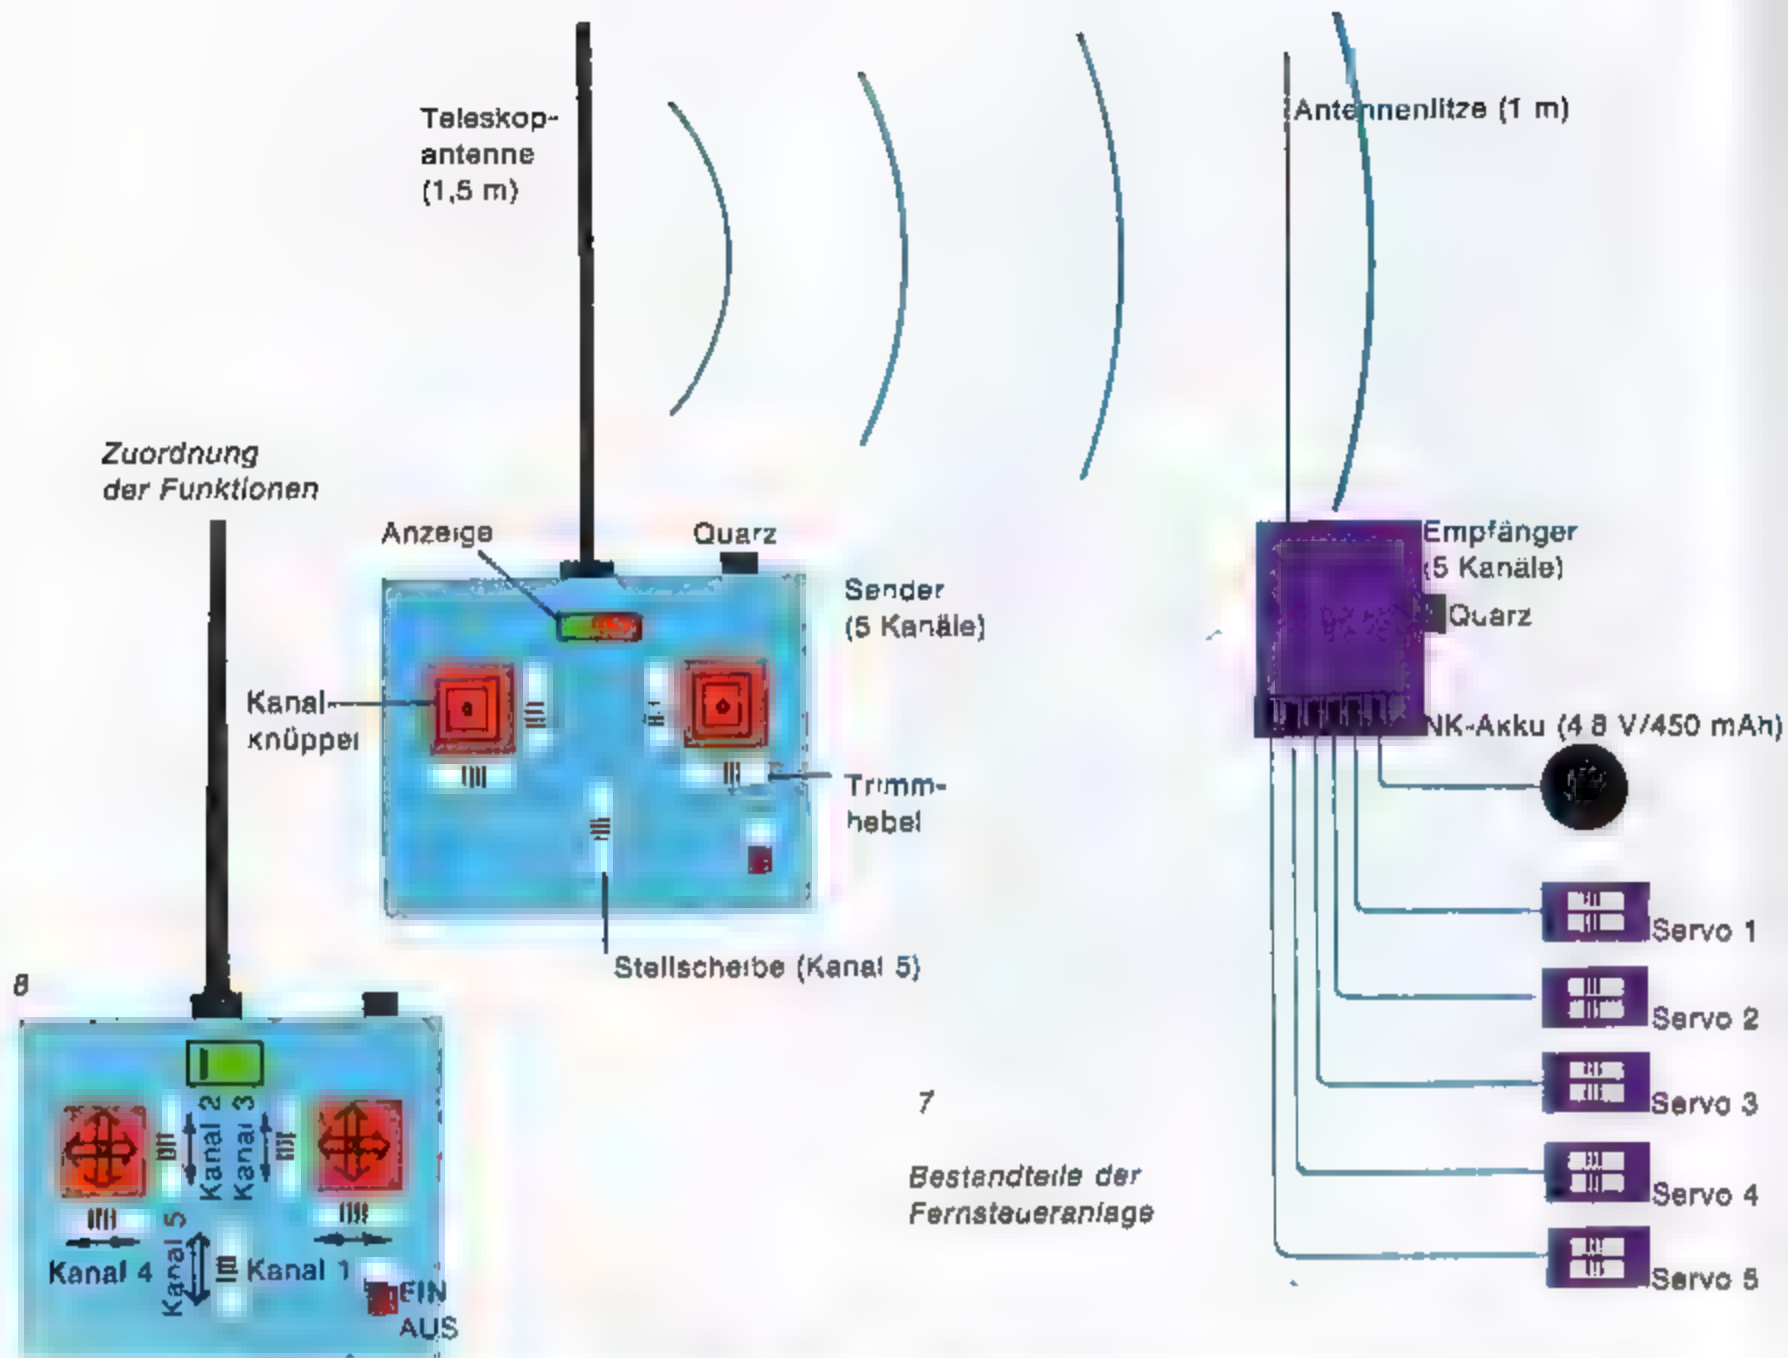 Teleskop-
antenne
(1,5 m)
Antennenlitze (1 m)
Zuordnung
der Funktionen
Anzeige
Quarz
Sender
(5 Kanäle)
Empfänger
(5 Kanäle)
Quarz
Kanal-
knüppel
NK-Akku (4 8 V/450 mAh)
Trimm-
hebel
Stellscheibe (Kanal 5)
Servo 1
Servo 2
Servo 3
Servo 4
Servo 5
8
Kanal 2
Kanal 3
Kanal 4
Kanal 5
Kanal 1
EIN
AUS
7
Bestandteile der
Fernsteueranlage